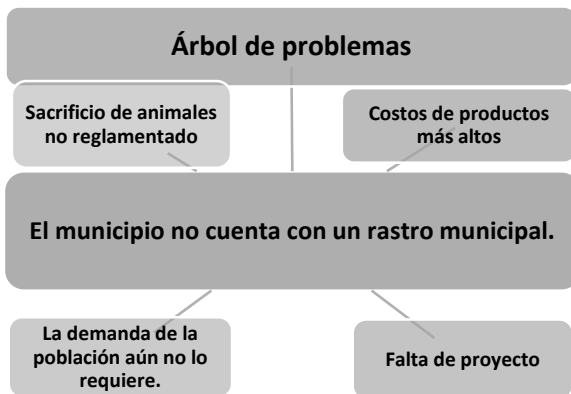 Árbol de problemas
Sacrificio de animales
no reglamentado
Costos de productos
más altos
El municipio no cuenta con un rastro municipal.
La demanda de la
población aún no lo
requiere.
Falta de proyecto